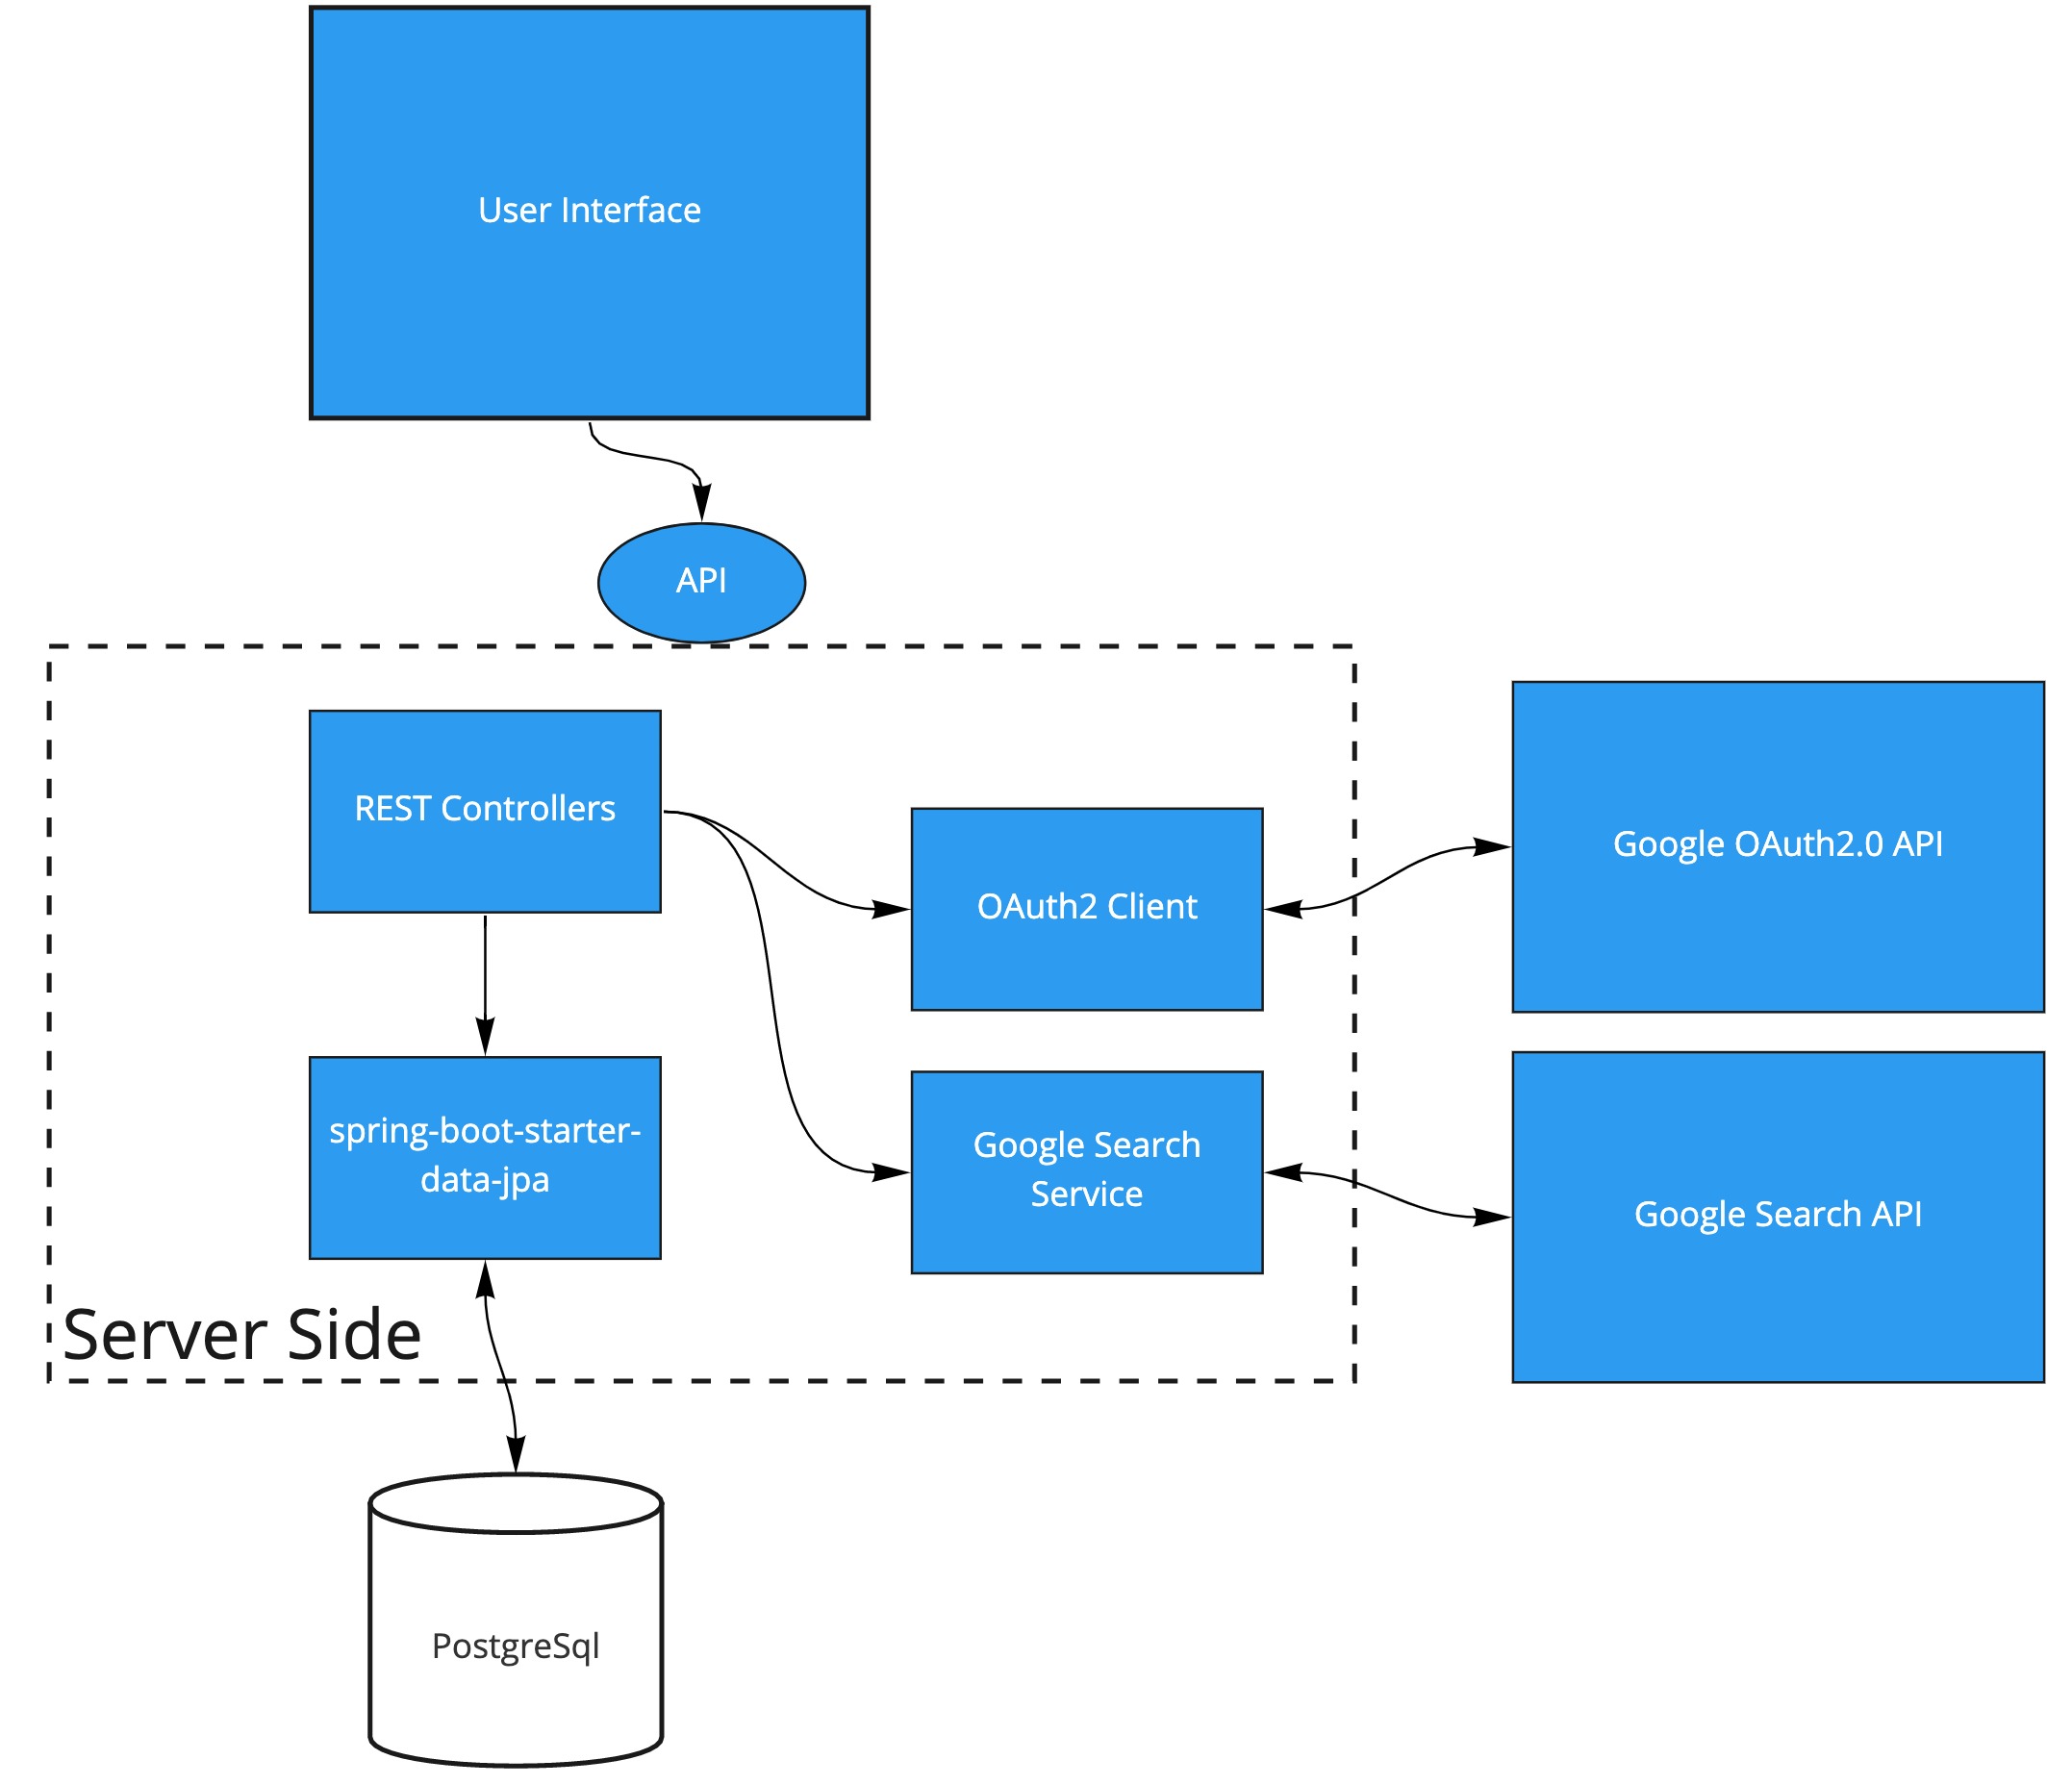 User Interface
API
REST Controllers
OAuth2 Client
Google OAuth2.0 API
spring-boot-starter-
data-jpa
Google Search
Service
Google Search API
Server Side
PostgreSql